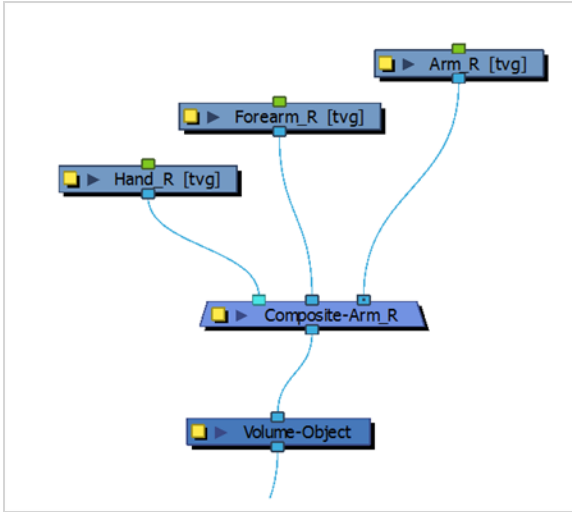 Arm_R [tvg]
Forearm_R [tvg]
Hand_R [tvg]
Composite-Arm_R
Volume-Object